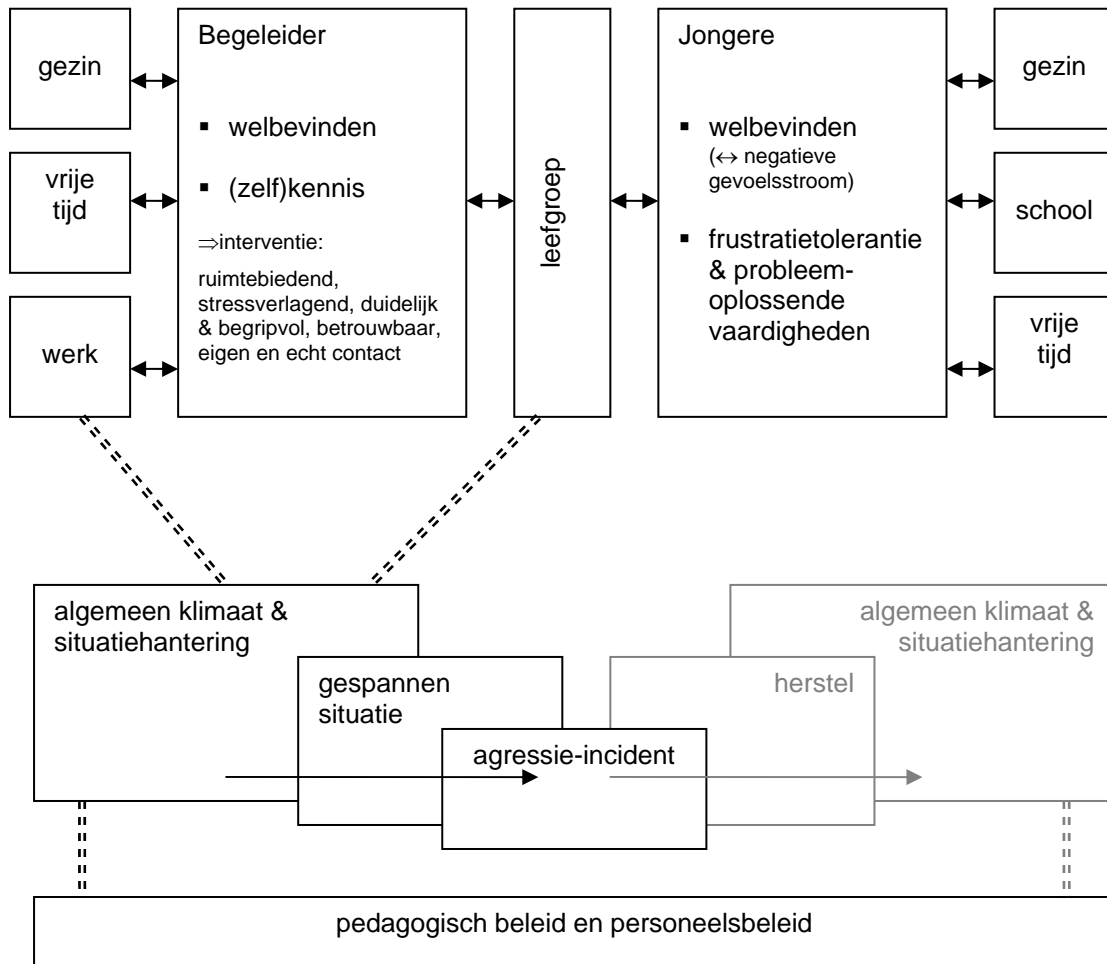 gezin
vrije
tijd
werk
Begeleider
▪ welbevinden
▪ (zelf)kennis
⇒interventie:
ruimtebiedend,
stressverlagend, duidelijk
& begripvol, betrouwbaar,
eigen en echt contact
leefgroep
Jongere
▪ welbevinden
(↔ negatieve
gevoelsstroom)
▪ frustratietolerantie
& probleem-
oplossende
vaardigheden
gezin
school
vrije
tijd
algemeen klimaat &
situatiehantering
gespannen
situatie
agressie-incident
herstel
algemeen klimaat &
situatiehantering
pedagogisch beleid en personeelsbeleid